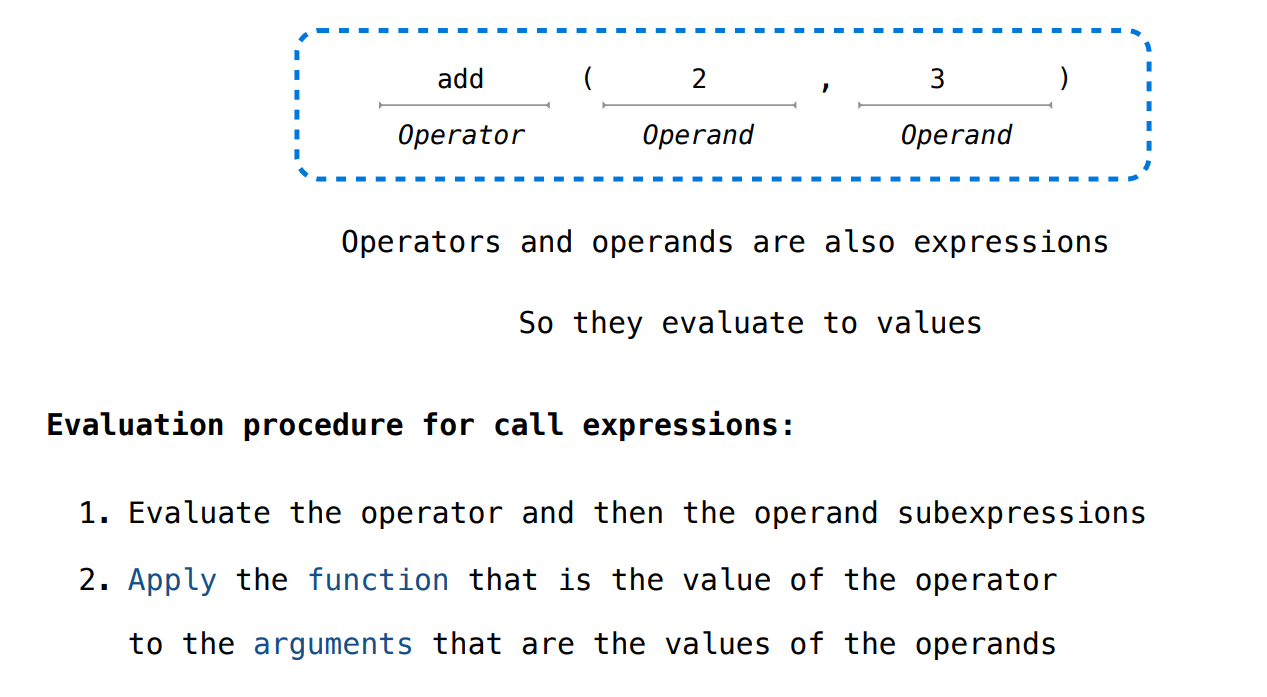 add ( 2 , 3 )
Operator Operand Operand
Operators and operands are also expressions
So they evaluate to values
Evaluation procedure for call expressions:
1. Evaluate the operator and then the operand subexpressions
2. Apply the function that is the value of the operator
to the arguments that are the values of the operands